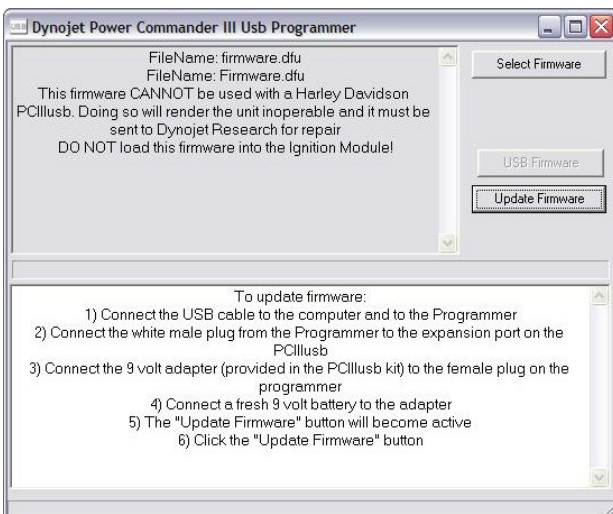 Dynojet Power Commander III Usb Programmer
FileName: firmware.dfu
FileName: Firmware.dfu
This firmware CANNOT be used with a Harley Davidson
PCIIIusb. Doing so will render the unit inoperable and it must be
sent to Dynojet Research for repair
DO NOT load this firmware into the Ignition Module!
Select Firmware
USB Firmware
Update Firmware
To update firmware:
1) Connect the USB cable to the computer and to the Programmer
2) Connect the white male plug from the Programmer to the expansion port on the
PCIIIusb
3) Connect the 9 volt adapter (provided in the PCIIIusb kit) to the female plug on the
programmer
4) Connect a fresh 9 volt battery to the adapter
5) The "Update Firmware" button will become active
6) Click the "Update Firmware" button